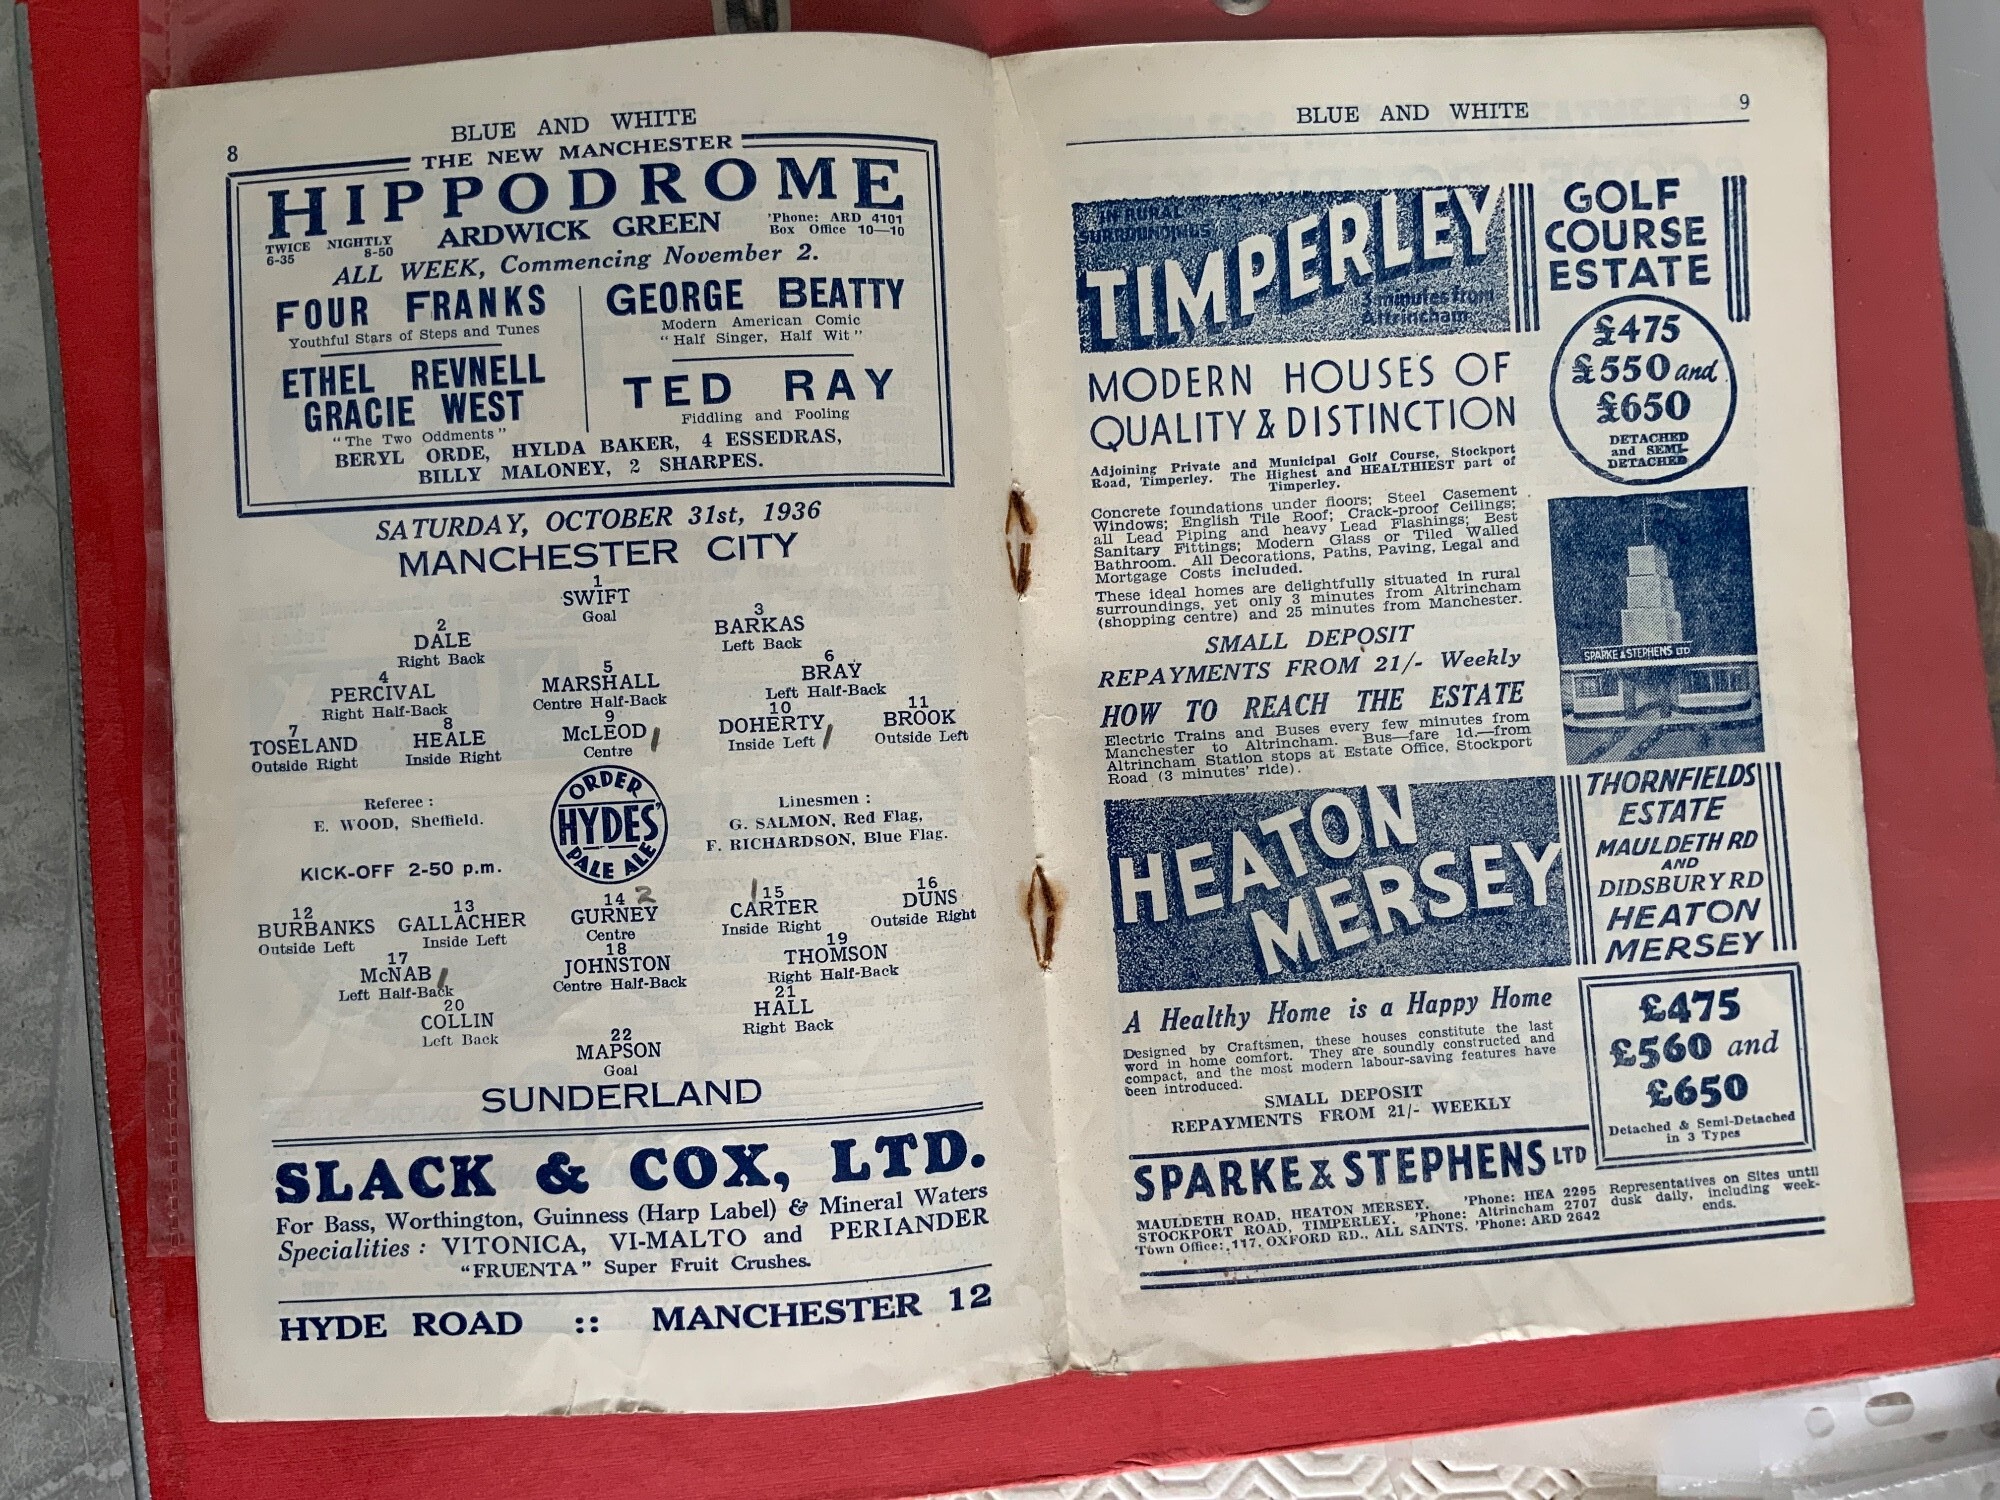 8
BLUE AND WHITE
THE NEW MANCHESTER
HIPPODROME
TWICE NIGHTLY
6-35 8-50
ARDWICK GREEN
'Phone: ARD 4101
Box Office 10—10
ALL WEEK, Commencing November 2.
FOUR FRANKS
Youthful Stars of Steps and Tunes
GEORGE BEATTY
Modern American Comic
"Half Singer, Half Wit"
ETHEL REVNELL
GRACIE WEST
"The Two Oddments"
TED RAY
Fiddling and Fooling
BERYL ORDE, HYLDA BAKER, 4 ESSEDRAS,
BILLY MALONEY, 2 SHARPES.
SATURDAY, OCTOBER 31st, 1936
MANCHESTER CITY
1
SWIFT
Goal
2
DALE
Right Back
3
BARKAS
Left Back
4
PERCIVAL
Right Half-Back
5
MARSHALL
Centre Half-Back
6
BRAY
Left Half-Back
7
TOSELAND
Outside Right
8
HEALE
Inside Right
9
McLEOD 1
Centre
10
DOHERTY 1
Inside Left
11
BROOK
Outside Left
Referee :
E. WOOD, Sheffield.
KICK-OFF 2-50 p.m.
ORDER
HYDES'
PALE ALE
Linesmen :
G. SALMON, Red Flag,
F. RICHARDSON, Blue Flag.
12
BURBANKS
Outside Left
13
GALLACHER
Inside Left
14 2
GURNEY
Centre
1 15
CARTER
Inside Right
16
DUNS
Outside Right
17
McNAB 1
Left Half-Back
18
JOHNSTON
Centre Half-Back
19
THOMSON
Right Half-Back
20
COLLIN
Left Back
21
HALL
Right Back
22
MAPSON
Goal
SUNDERLAND
SLACK & COX, LTD.
For Bass, Worthington, Guinness (Harp Label) & Mineral Waters
Specialities : VITONICA, VI-MALTO and PERIANDER
"FRUENTA" Super Fruit Crushes.
HYDE ROAD :: MANCHESTER 12
BLUE AND WHITE
9
IN RURAL
SURROUNDINGS
TIMPERLEY
3 minutes from
Altrincham
GOLF
COURSE
ESTATE
£475
£550 and
£650
DETACHED
and SEMI-
DETACHED
MODERN HOUSES OF
QUALITY & DISTINCTION
Adjoining Private and Municipal Golf Course, Stockport
Road, Timperley. The Highest and HEALTHIEST part of
Timperley.
Concrete foundations under floors; Steel Casement
Windows; English Tile Roof; Crack-proof Ceilings;
all Lead Piping and heavy Lead Flashings; Best
Sanitary Fittings; Modern Glass or Tiled Walled
Bathroom. All Decorations, Paths, Paving, Legal and
Mortgage Costs included.
These ideal homes are delightfully situated in rural
surroundings, yet only 3 minutes from Altrincham
(shopping centre) and 25 minutes from Manchester.
SMALL DEPOSIT
REPAYMENTS FROM 21/- Weekly
HOW TO REACH THE ESTATE
Electric Trains and Buses every few minutes from
Manchester to Altrincham. Bus—fare 1d.—from
Altrincham Station stops at Estate Office, Stockport
Road (3 minutes' ride).
SPARKE & STEPHENS LTD
HEATON
MERSEY
THORNFIELDS
ESTATE
MAULDETH RD
AND
DIDSBURY RD
HEATON
MERSEY
A Healthy Home is a Happy Home
Designed by Craftsmen, these houses constitute the last
word in home comfort. They are soundly constructed and
compact, and the most modern labour-saving features have
been introduced.
SMALL DEPOSIT
REPAYMENTS FROM 21/- WEEKLY
£475
£560 and
£650
Detached & Semi-Detached
in 3 Types
SPARKE & STEPHENS LTD
MAULDETH ROAD, HEATON MERSEY. 'Phone: HEA 2295
STOCKPORT ROAD, TIMPERLEY. 'Phone: Altrincham 2707
Town Office: 117, OXFORD RD., ALL SAINTS. 'Phone: ARD 2642
Representatives on Sites until
dusk daily, including week-
ends.